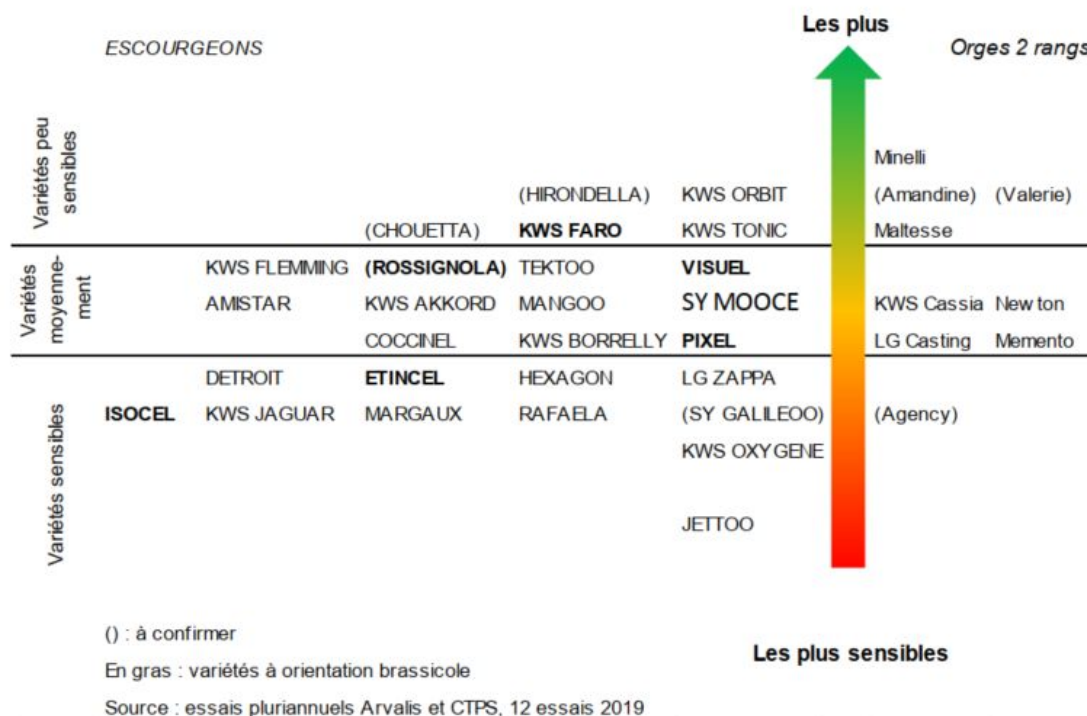 Les plus
ESCOURGEONS
Orges 2 rangs
Variétés peu
sensibles
Minelli
(HIRONDELLA) KWS ORBIT (Amandine) (Valerie)
(CHOUETTA) KWS FARO KWS TONIC Maltesse
Variétés
moyenne-
ment
KWS FLEMMING (ROSSIGNOLA) TEKTOO VISUEL
AMISTAR KWS AKKORD MANGOO SY MOOCE KWS Cassia Newton
COCCINEL KWS BORRELLY PIXEL LG Casting Memento
Variétés sensibles
DETROIT ETINCEL HEXAGON LG ZAPPA
ISOCEL KWS JAGUAR MARGAUX RAFAELA (SY GALILEOO) (Agency)
KWS OXYGENE
JETTOO
() : à confirmer
Les plus sensibles
En gras : variétés à orientation brassicole
Source : essais pluriannuels Arvalis et CTPS, 12 essais 2019